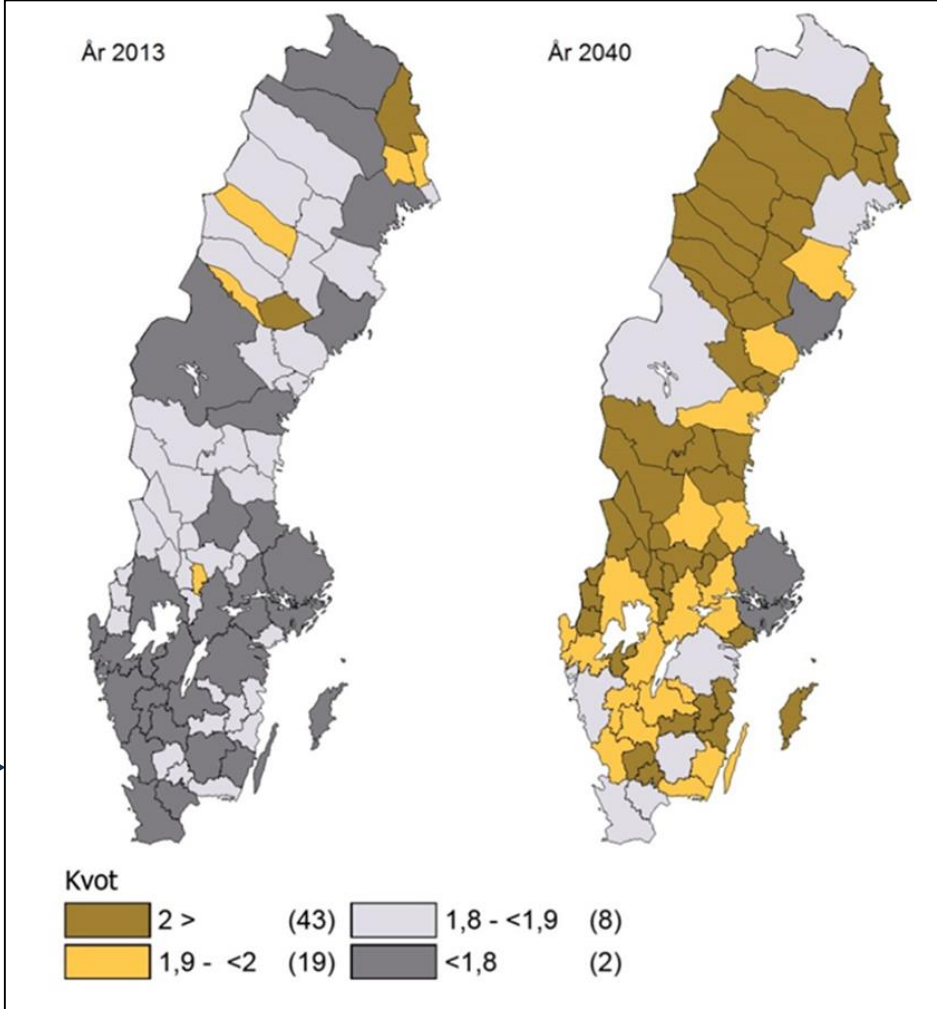 År 2013
År 2040
Kvot
2 > (43) 1,8 - <1,9 (8)
1,9 - <2 (19) <1,8 (2)